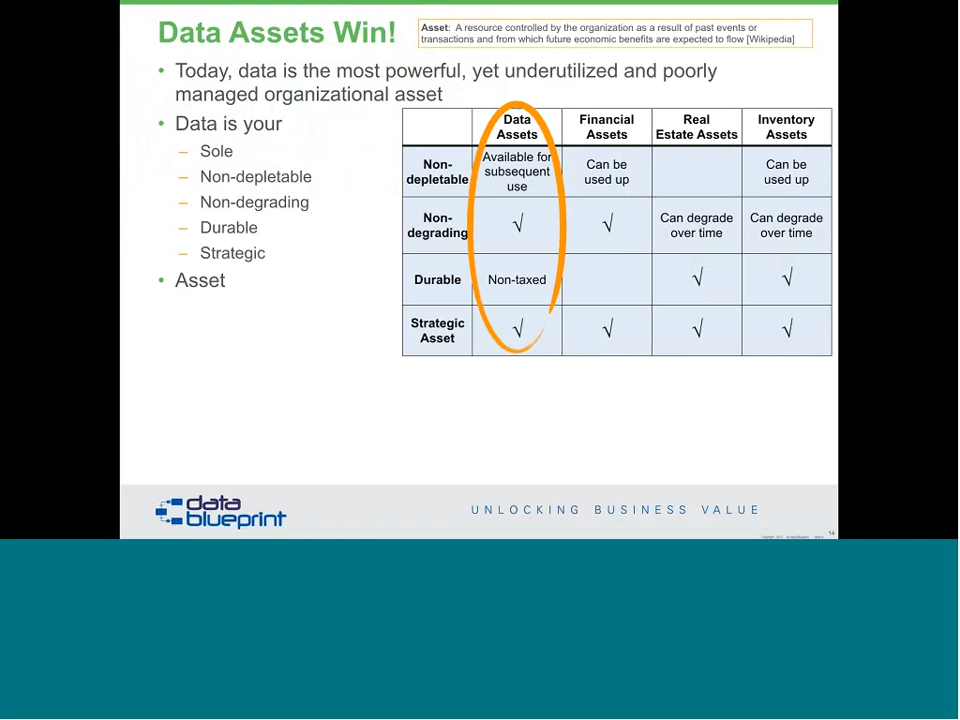 Data Assets Win!
Asset: A resource controlled by the organization as a result of past events or
transactions and from which future economic benefits are expected to flow [Wikipedia]
• Today, data is the most powerful, yet underutilized and poorly
managed organizational asset
• Data is your
– Sole
– Non-depletable
– Non-degrading
– Durable
– Strategic
• Asset
Data
Assets
Financial
Assets
Real
Estate Assets
Inventory
Assets
Non-
depletable
Available for
subsequent
use
Can be
used up
Can be
used up
Non-
degrading
√
√
Can degrade
over time
Can degrade
over time
Durable
Non-taxed
√
√
Strategic
Asset
√
√
√
√
data
blueprint
UNLOCKING BUSINESS VALUE
14